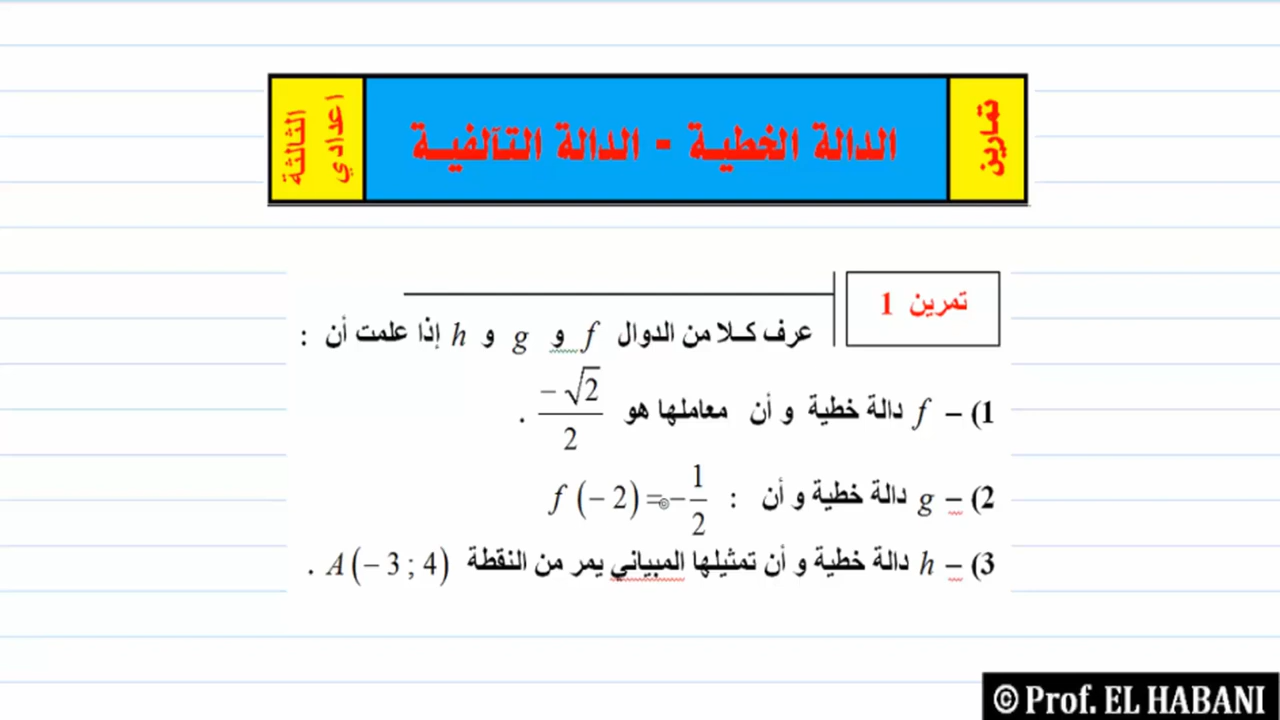 تمارين
الدالة الخطية - الدالة التآلفية
الثالثة اعدادي
تمرين 1
عرف كلا من الدوال f و g و h إذا علمت أن :
1) – f دالة خطية و أن معاملها هو -√2/2 .
2) – g دالة خطية و أن : f (-2) = -1/2
3) – h دالة خطية و أن تمثيلها المبياني يمر من النقطة A(-3 ; 4) .
© Prof. EL HABANI